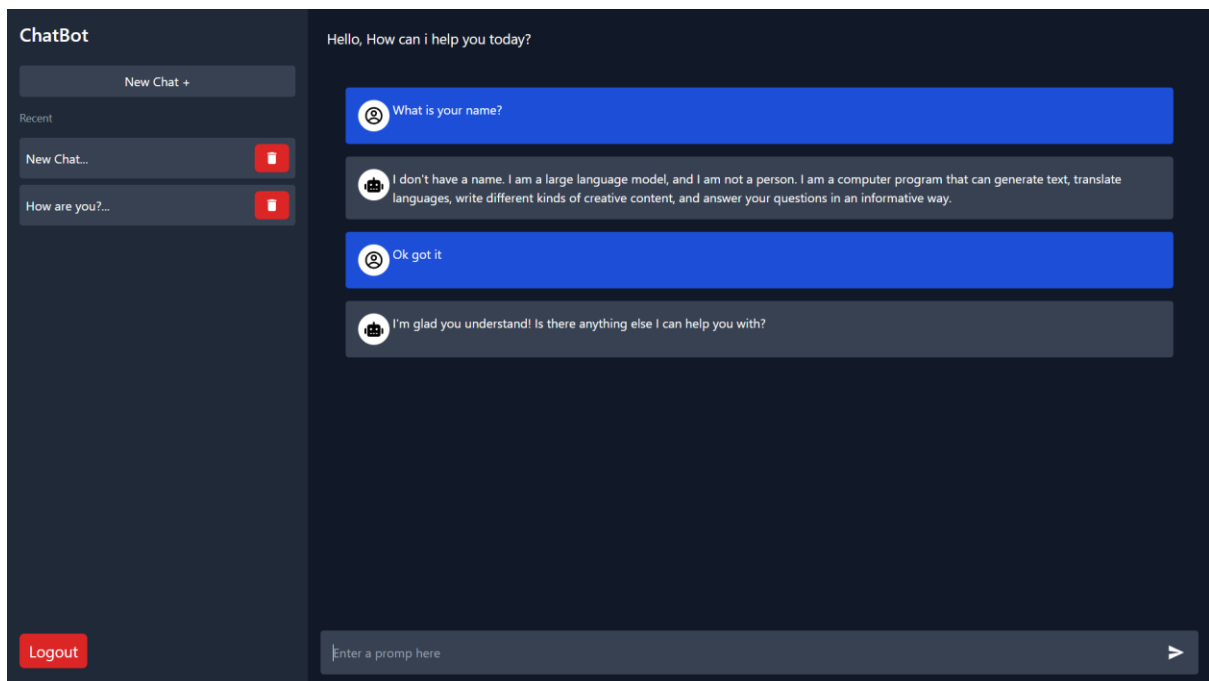 ChatBot
New Chat +
Recent
New Chat...
How are you?...
Logout
Hello, How can i help you today?
What is your name?
I don't have a name. I am a large language model, and I am not a person. I am a computer program that can generate text, translate
languages, write different kinds of creative content, and answer your questions in an informative way.
Ok got it
I'm glad you understand! Is there anything else I can help you with?
Enter a promp here